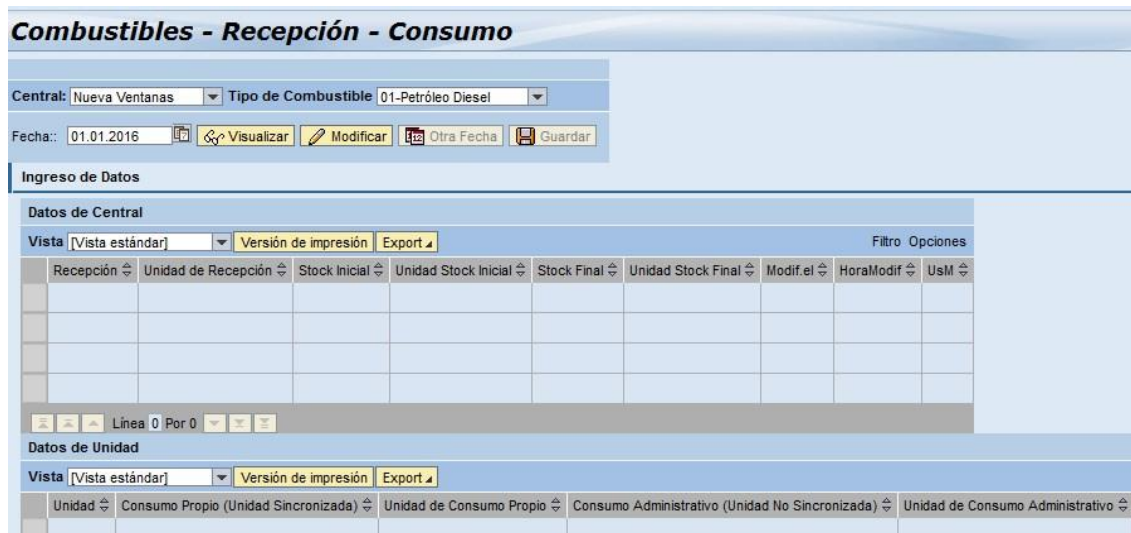 Combustibles - Recepción - Consumo
Central: Nueva Ventanas Tipo de Combustible 01-Petróleo Diesel
Fecha:: 01.01.2016 Visualizar Modificar Otra Fecha Guardar
Ingreso de Datos
Datos de Central
Vista [Vista estándar] Versión de impresión Export Filtro Opciones
Recepción Unidad de Recepción Stock Inicial Unidad Stock Inicial Stock Final Unidad Stock Final Modif.el HoraModif UsM
Línea 0 Por 0
Datos de Unidad
Vista [Vista estándar] Versión de impresión Export
Unidad Consumo Propio (Unidad Sincronizada) Unidad de Consumo Propio Consumo Administrativo (Unidad No Sincronizada) Unidad de Consumo Administrativo